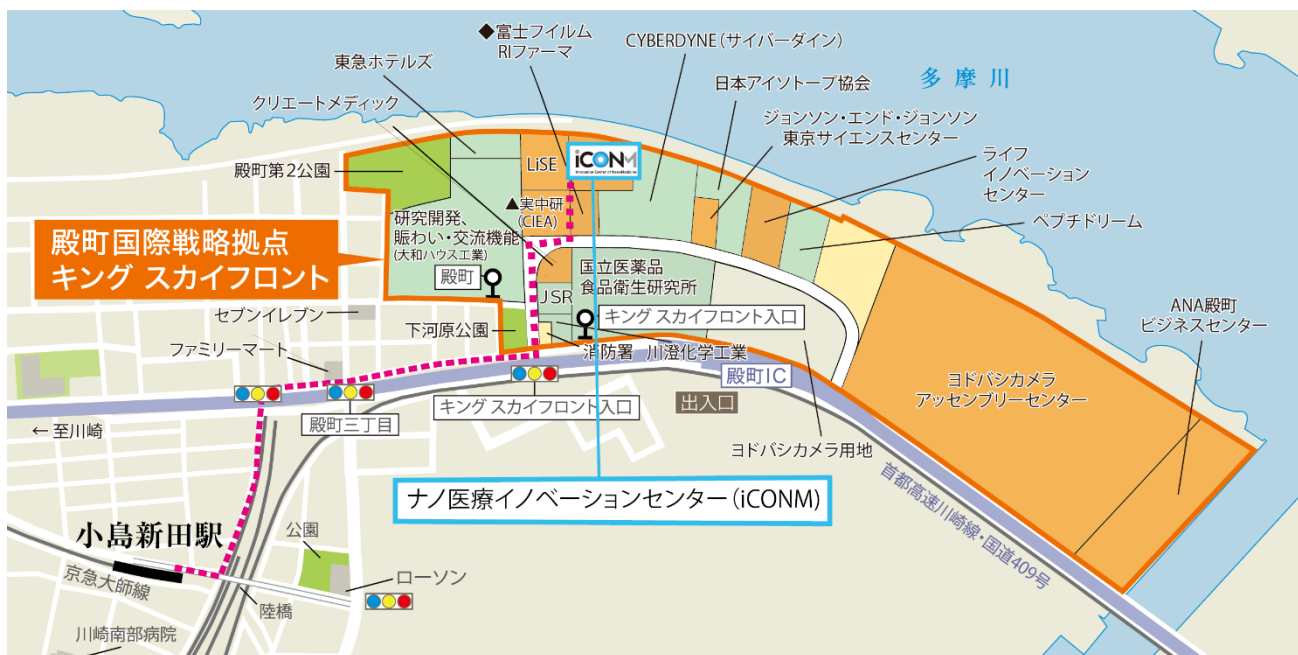 ◆富士フイルム
RIファーマ
CYBERDYNE(サイバーダイン)
東急ホテルズ
日本アイソトープ協会
多摩川
クリエートメディック
ジョンソン・エンド・ジョンソン
東京サイエンスセンター
ライフ
イノベーション
センター
殿町第2公園
LiSE
iCONM
ペプチドリーム
▲実中研
(CIEA)
研究開発、
賑わい・交流機能
(大和ハウス工業)
殿町国際戦略拠点
キング スカイフロント
国立医薬品
食品衛生研究所
殿町
JSR
ANA殿町
ビジネスセンター
セブンイレブン
下河原公園
キング スカイフロント入口
ファミリーマート
消防署 川澄化学工業
殿町IC
ヨドバシカメラ
アッセンブリーセンター
出入口
キング スカイフロント入口
殿町三丁目
← 至川崎
ヨドバシカメラ用地
ナノ医療イノベーションセンター(iCONM)
首都高速川崎線・国道409号
小島新田駅
公園
京急大師線
ローソン
陸橋
川崎南部病院